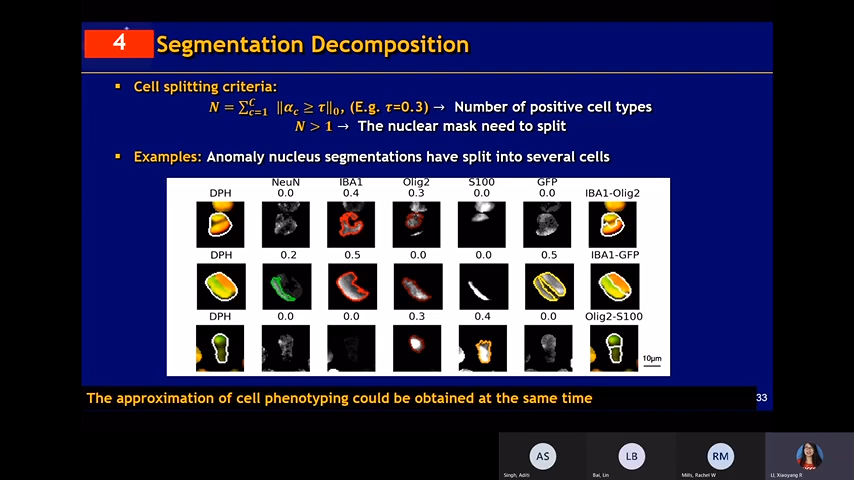 4 Segmentation Decomposition
▪ Cell splitting criteria:
N = ∑_{c=1}^{C} ‖α_c ≥ τ‖₀, (E.g. τ=0.3) → Number of positive cell types
N > 1 → The nuclear mask need to split
▪ Examples: Anomaly nucleus segmentations have split into several cells
NeuN IBA1 Olig2 S100 GFP
DPH 0.0 0.4 0.3 0.0 0.0 IBA1-Olig2
DPH 0.2 0.5 0.0 0.0 0.5 IBA1-GFP
DPH 0.0 0.0 0.3 0.4 0.0 Olig2-S100
10μm
The approximation of cell phenotyping could be obtained at the same time
33
AS LB RM
Singh, Aditi Bai, Lin Mills, Rachel W LI, Xiaoyang R